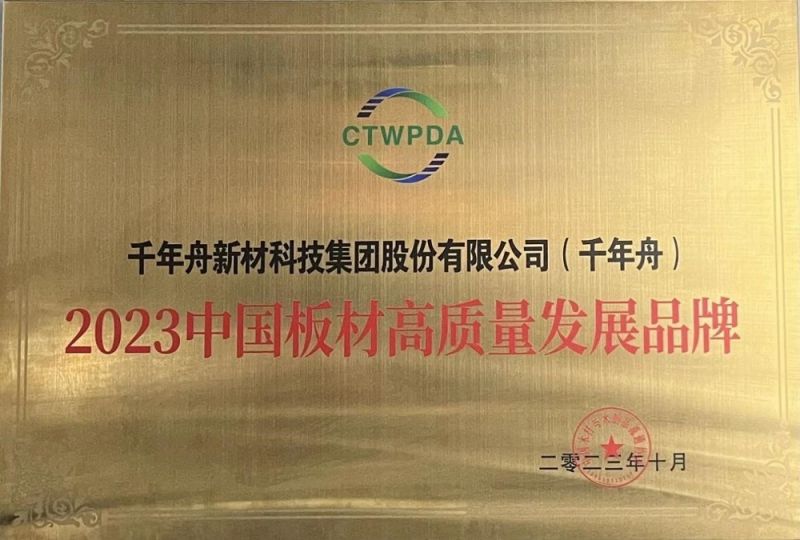 CTWPDA
千年舟新材科技集团股份有限公司（千年舟）
2023中国板材高质量发展品牌
二零二三年十月